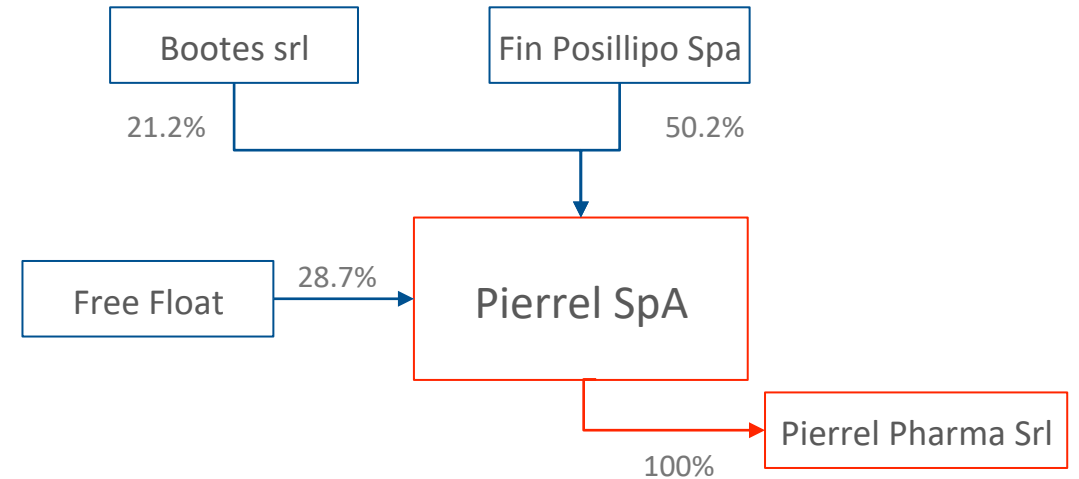 Bootes srl
Fin Posillipo Spa
21.2%
50.2%
Free Float
28.7%
Pierrel SpA
Pierrel Pharma Srl
100%